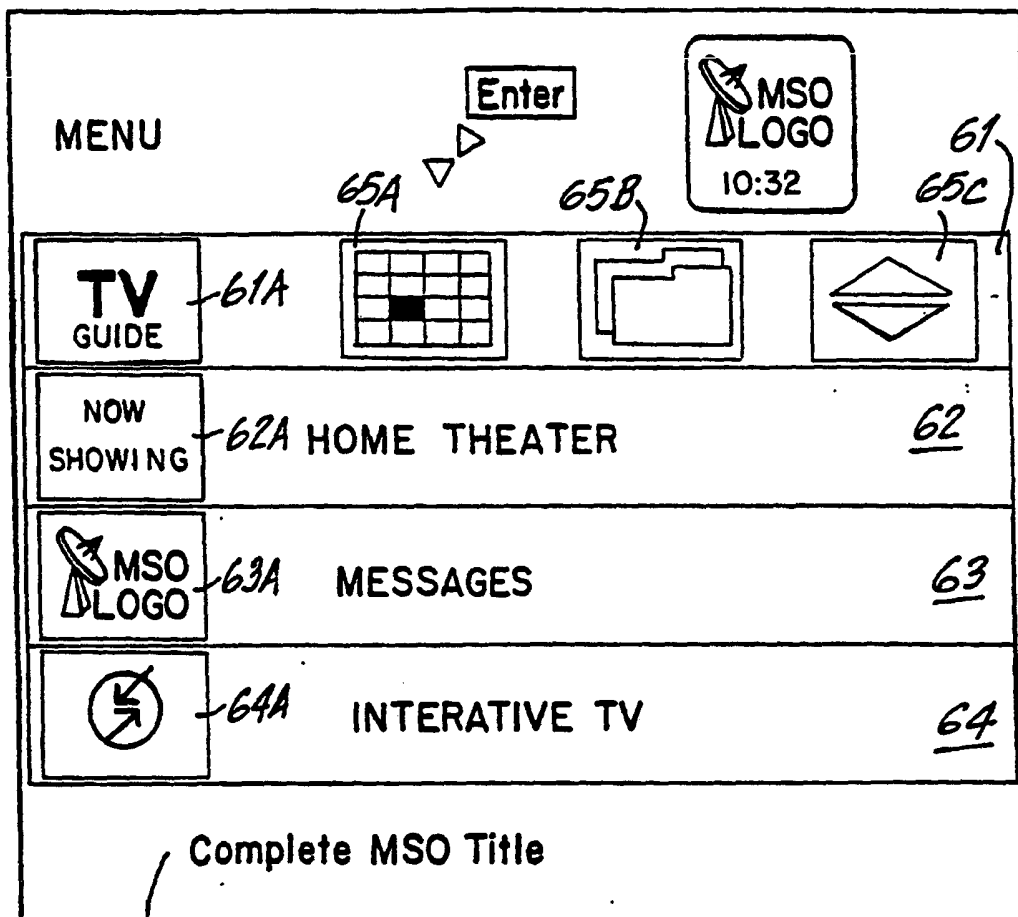 Enter
MSO
LOGO
10:32
MENU
61
65A
65B
65C
TV
GUIDE
61A
NOW
SHOWING
62A
HOME THEATER
62
MSO
LOGO
63A
MESSAGES
63
64A
INTERATIVE TV
64
Complete MSO Title